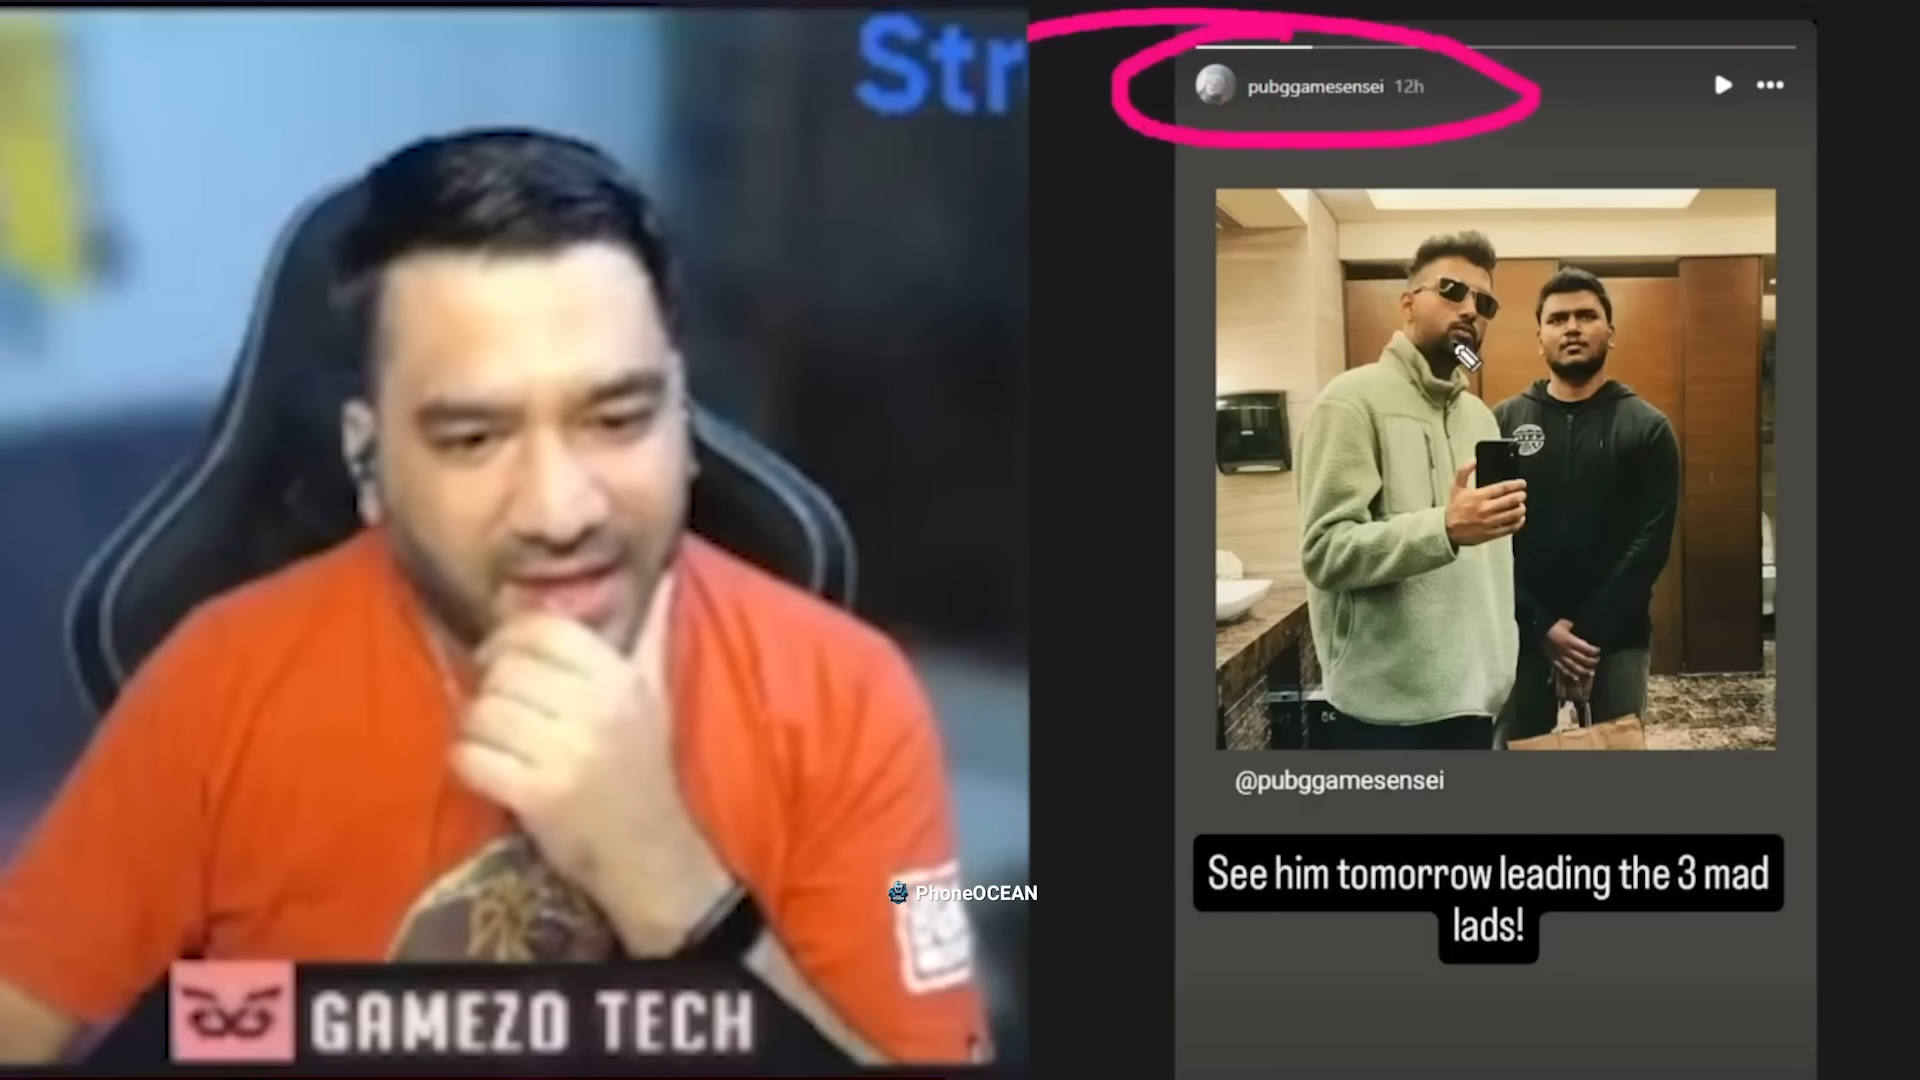 Str
pubggamesensei 12h
@pubggamesensei
See him tomorrow leading the 3 mad
lads!
PhoneOCEAN
GAMEZO TECH